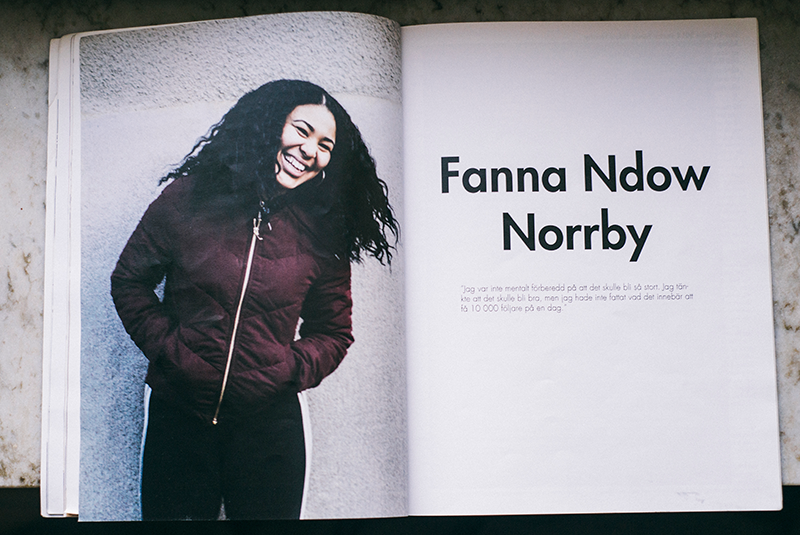 Fanna Ndow
Norrby
"Jag var inte mentalt förberedd på att det skulle bli så stort. Jag tän-
kte att det skulle bli bra, men jag hade inte fattat vad det innebär att
få 10 000 följare på en dag."